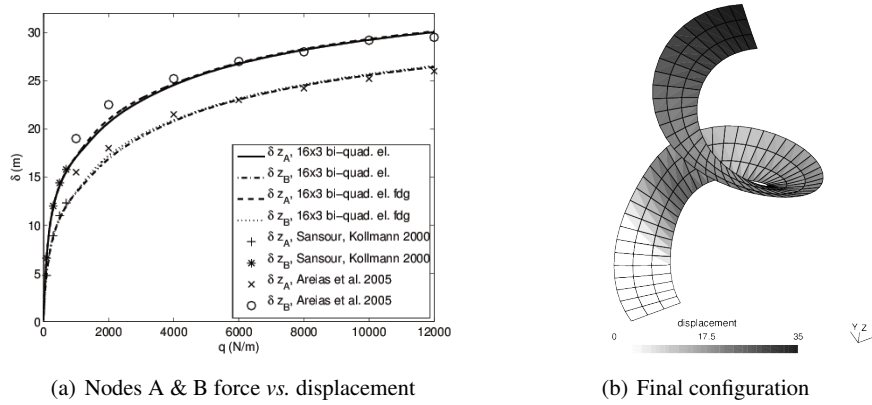 30
25
20
15
10
5
0
δ (m)
0 2000 4000 6000 8000 10000 12000
q (N/m)
δ z_A, 16x3 bi-quad. el.
δ z_B, 16x3 bi-quad. el.
δ z_A, 16x3 bi-quad. el. fdg
δ z_B, 16x3 bi-quad. el. fdg
δ z_A, Sansour, Kollmann 2000
δ z_B, Sansour, Kollmann 2000
δ z_A, Areias et al. 2005
δ z_B, Areias et al. 2005
(a) Nodes A & B force vs. displacement
displacement
0 17.5 35
Y Z
(b) Final configuration